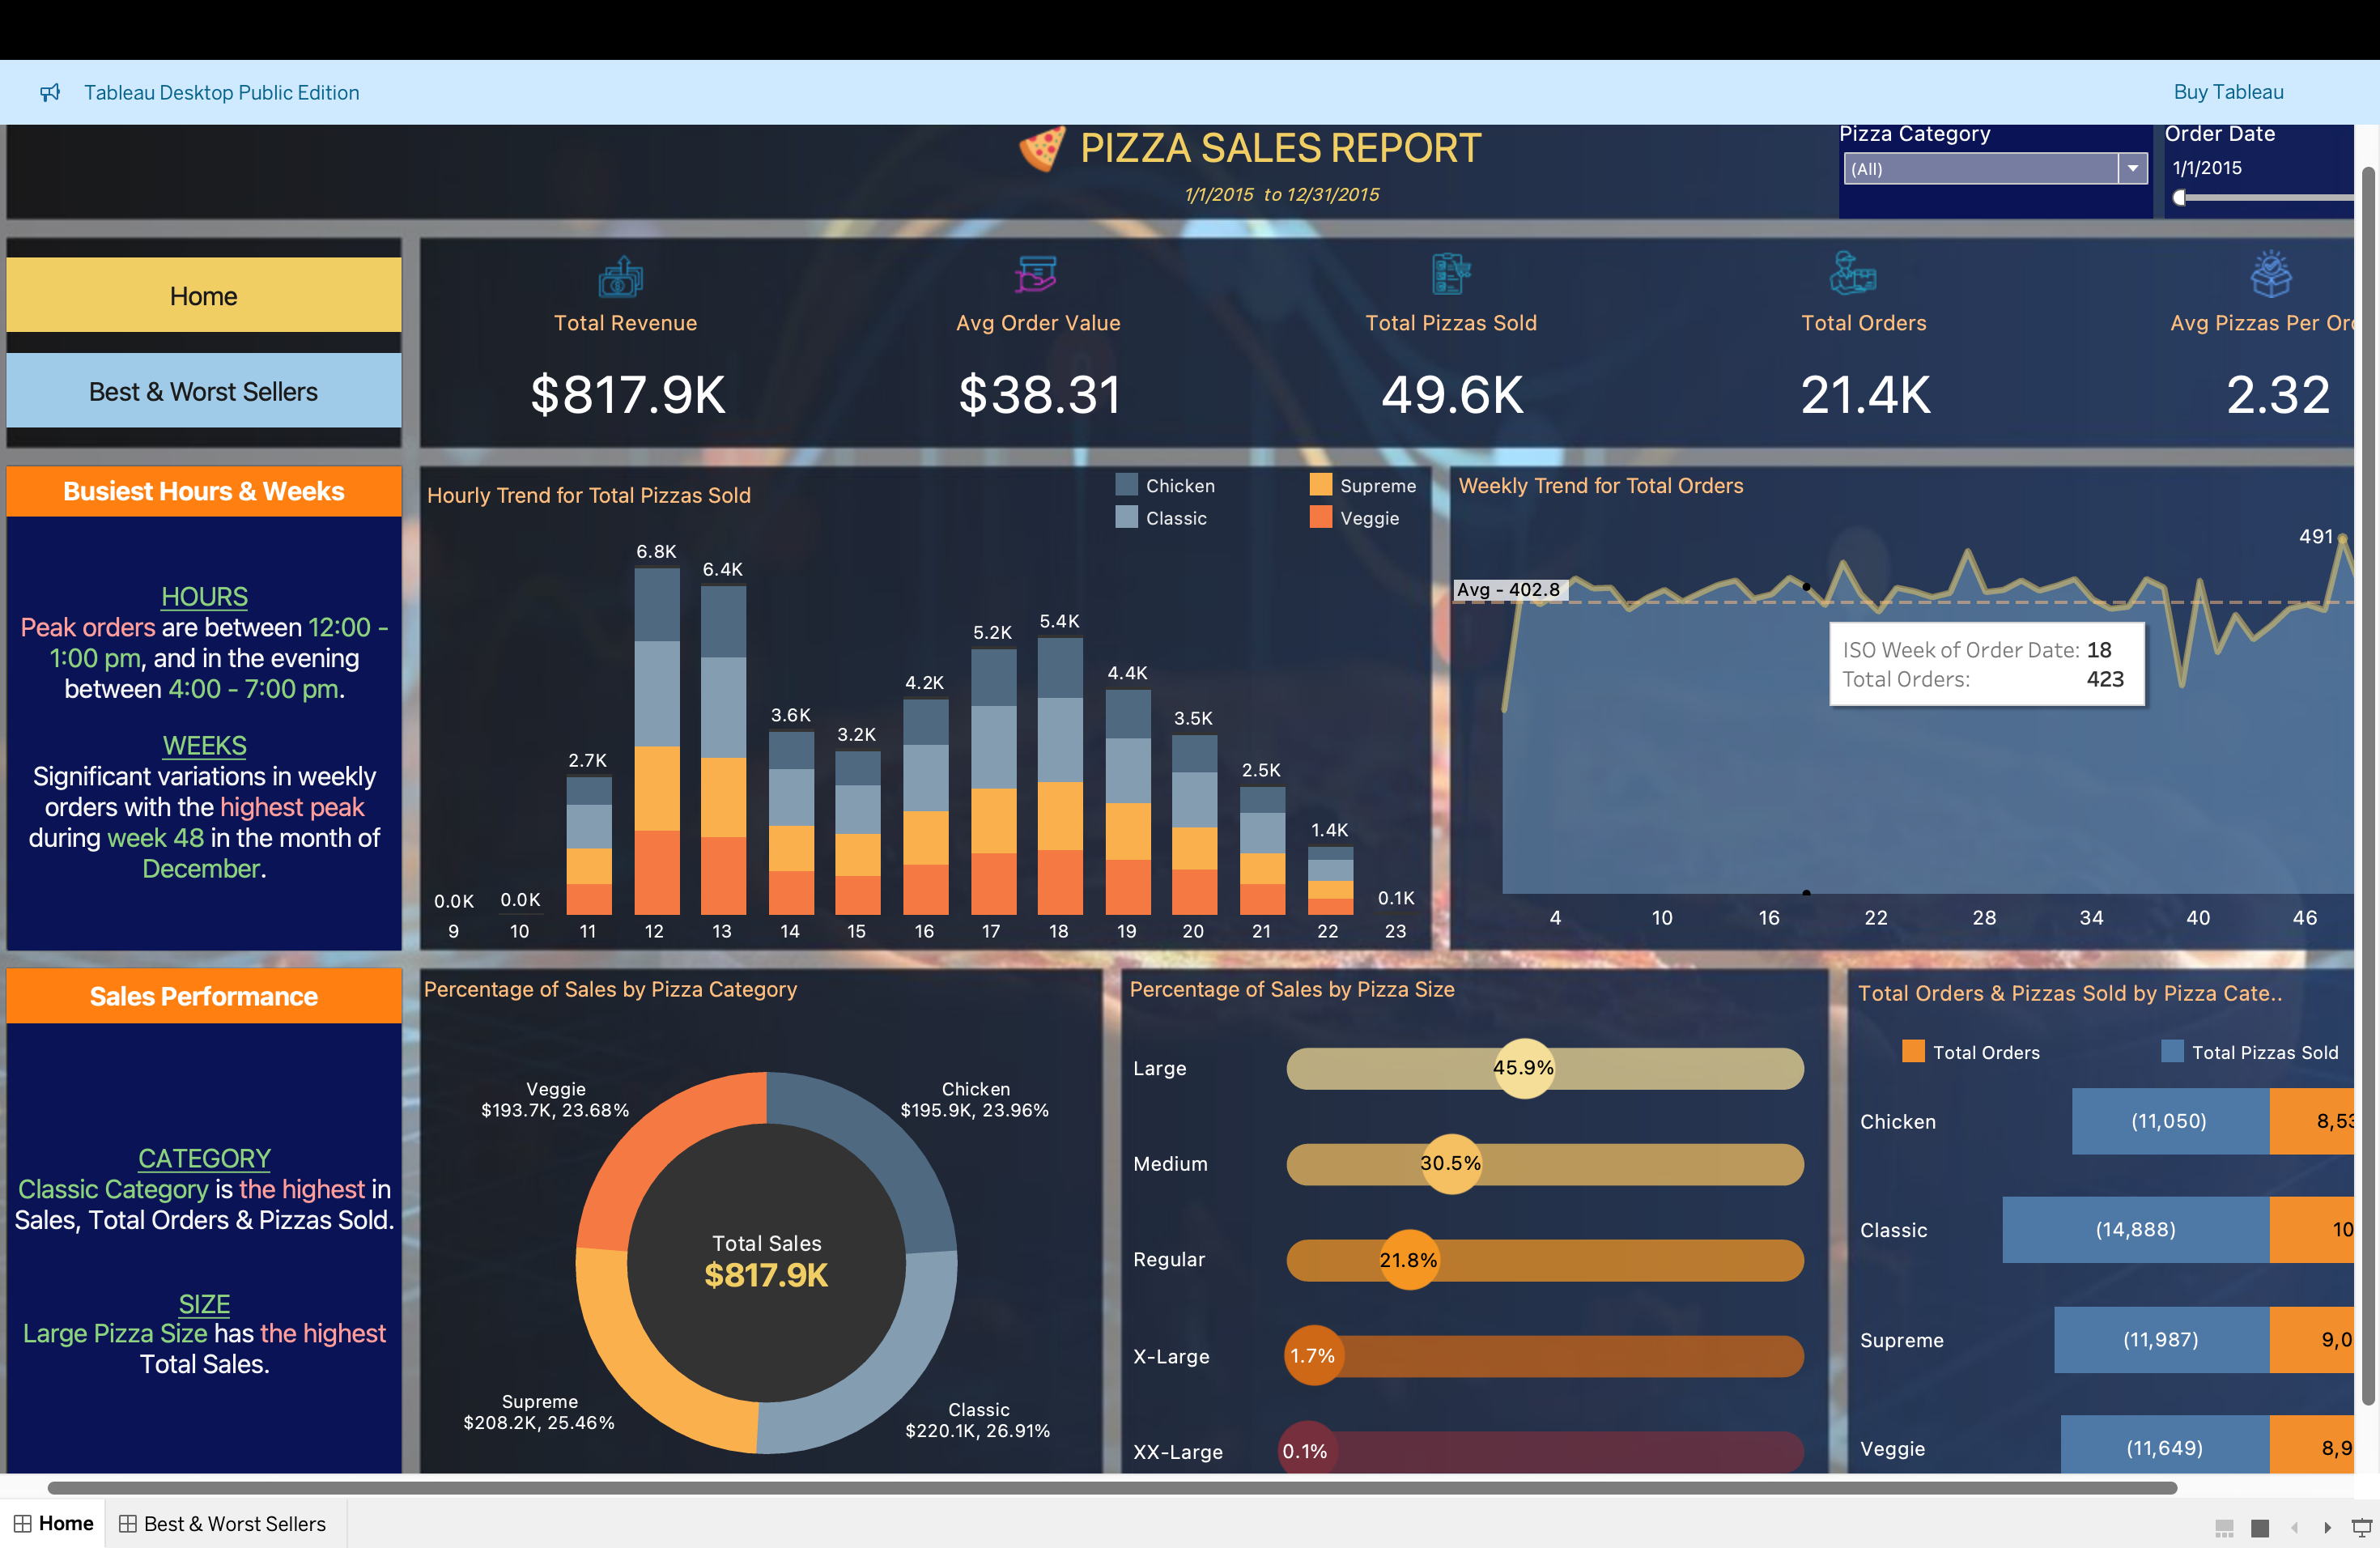 Tableau Desktop Public Edition
Buy Tableau
PIZZA SALES REPORT
1/1/2015 to 12/31/2015
Pizza Category
(All)
Order Date
1/1/2015
Home
Best & Worst Sellers
Total Revenue
$817.9K
Avg Order Value
$38.31
Total Pizzas Sold
49.6K
Total Orders
21.4K
Avg Pizzas Per Or
2.32
Busiest Hours & Weeks
HOURS
Peak orders are between 12:00 -
1:00 pm, and in the evening
between 4:00 - 7:00 pm.
WEEKS
Significant variations in weekly
orders with the highest peak
during week 48 in the month of
December.
Hourly Trend for Total Pizzas Sold
Chicken
Supreme
Classic
Veggie
0.0K
0.0K
2.7K
6.8K
6.4K
3.6K
3.2K
4.2K
5.2K
5.4K
4.4K
3.5K
2.5K
1.4K
0.1K
9 10 11 12 13 14 15 16 17 18 19 20 21 22 23
Weekly Trend for Total Orders
491
Avg - 402.8
ISO Week of Order Date: 18
Total Orders: 423
4 10 16 22 28 34 40 46
Sales Performance
CATEGORY
Classic Category is the highest in
Sales, Total Orders & Pizzas Sold.
SIZE
Large Pizza Size has the highest
Total Sales.
Percentage of Sales by Pizza Category
Veggie
$193.7K, 23.68%
Chicken
$195.9K, 23.96%
Total Sales
$817.9K
Supreme
$208.2K, 25.46%
Classic
$220.1K, 26.91%
Percentage of Sales by Pizza Size
Large 45.9%
Medium 30.5%
Regular 21.8%
X-Large 1.7%
XX-Large 0.1%
Total Orders & Pizzas Sold by Pizza Cate..
Total Orders
Total Pizzas Sold
Chicken (11,050) 8,53
Classic (14,888) 10
Supreme (11,987) 9,0
Veggie (11,649) 8,9
Home
Best & Worst Sellers